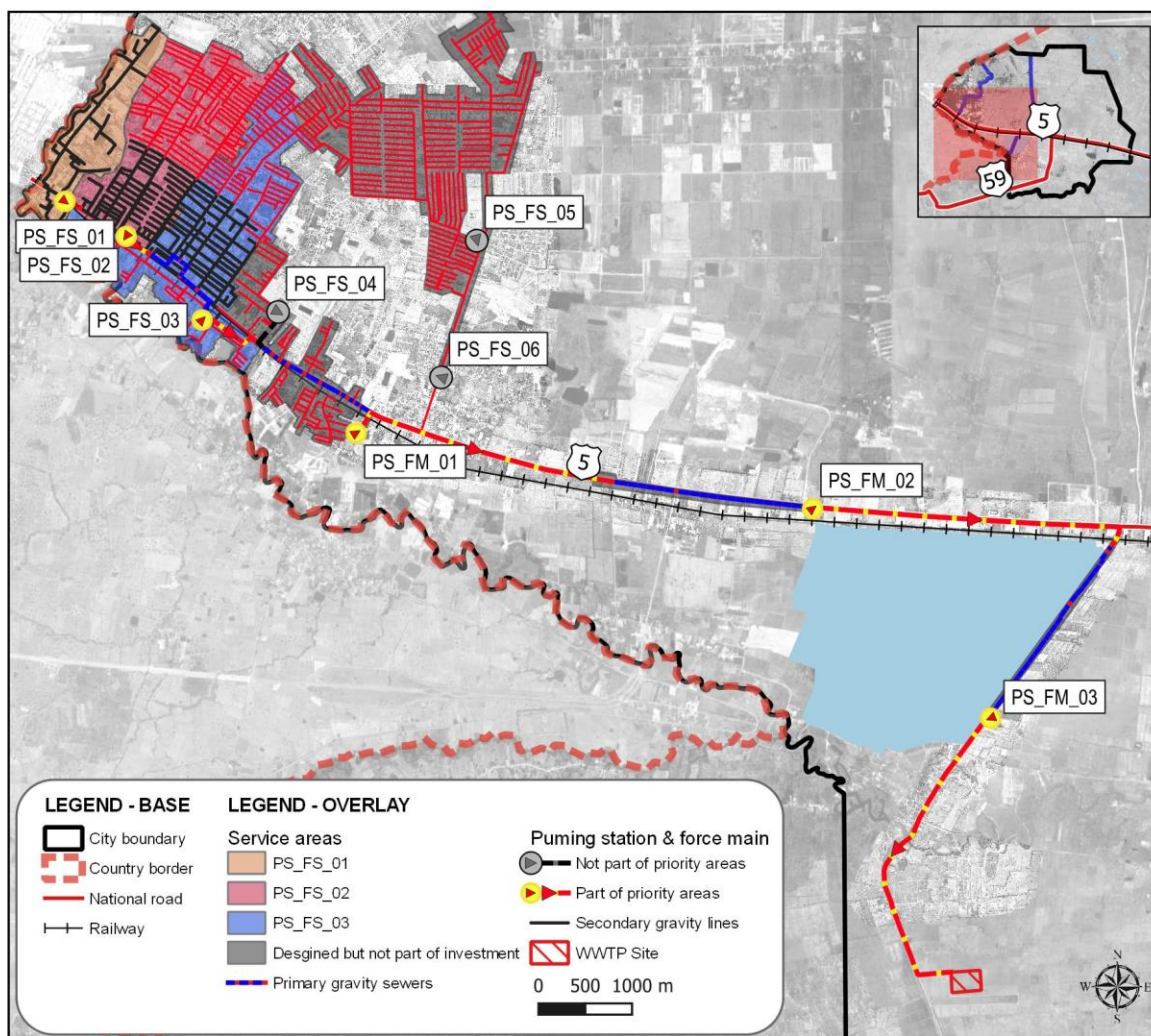 5
59
PS_FS_05
PS_FS_01
PS_FS_02
PS_FS_04
PS_FS_03
PS_FS_06
PS_FM_01
5
PS_FM_02
PS_FM_03
LEGEND - BASE
City boundary
Country border
National road
Railway
LEGEND - OVERLAY
Service areas
PS_FS_01
PS_FS_02
PS_FS_03
Desgined but not part of investment
Primary gravity sewers
Puming station & force main
Not part of priority areas
Part of priority areas
Secondary gravity lines
WWTP Site
0 500 1000 m
N
W E
S